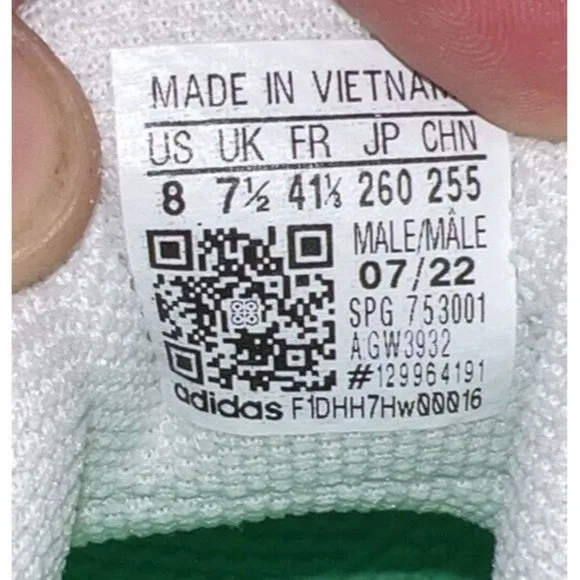 MADE IN VIETNAM
US UK FR JP CHN
8 7½ 41⅓ 260 255
MALE/MÂLE
07/22
SPG 753001
AGW3932
#129964191
adidas F1DHH7Hw00016